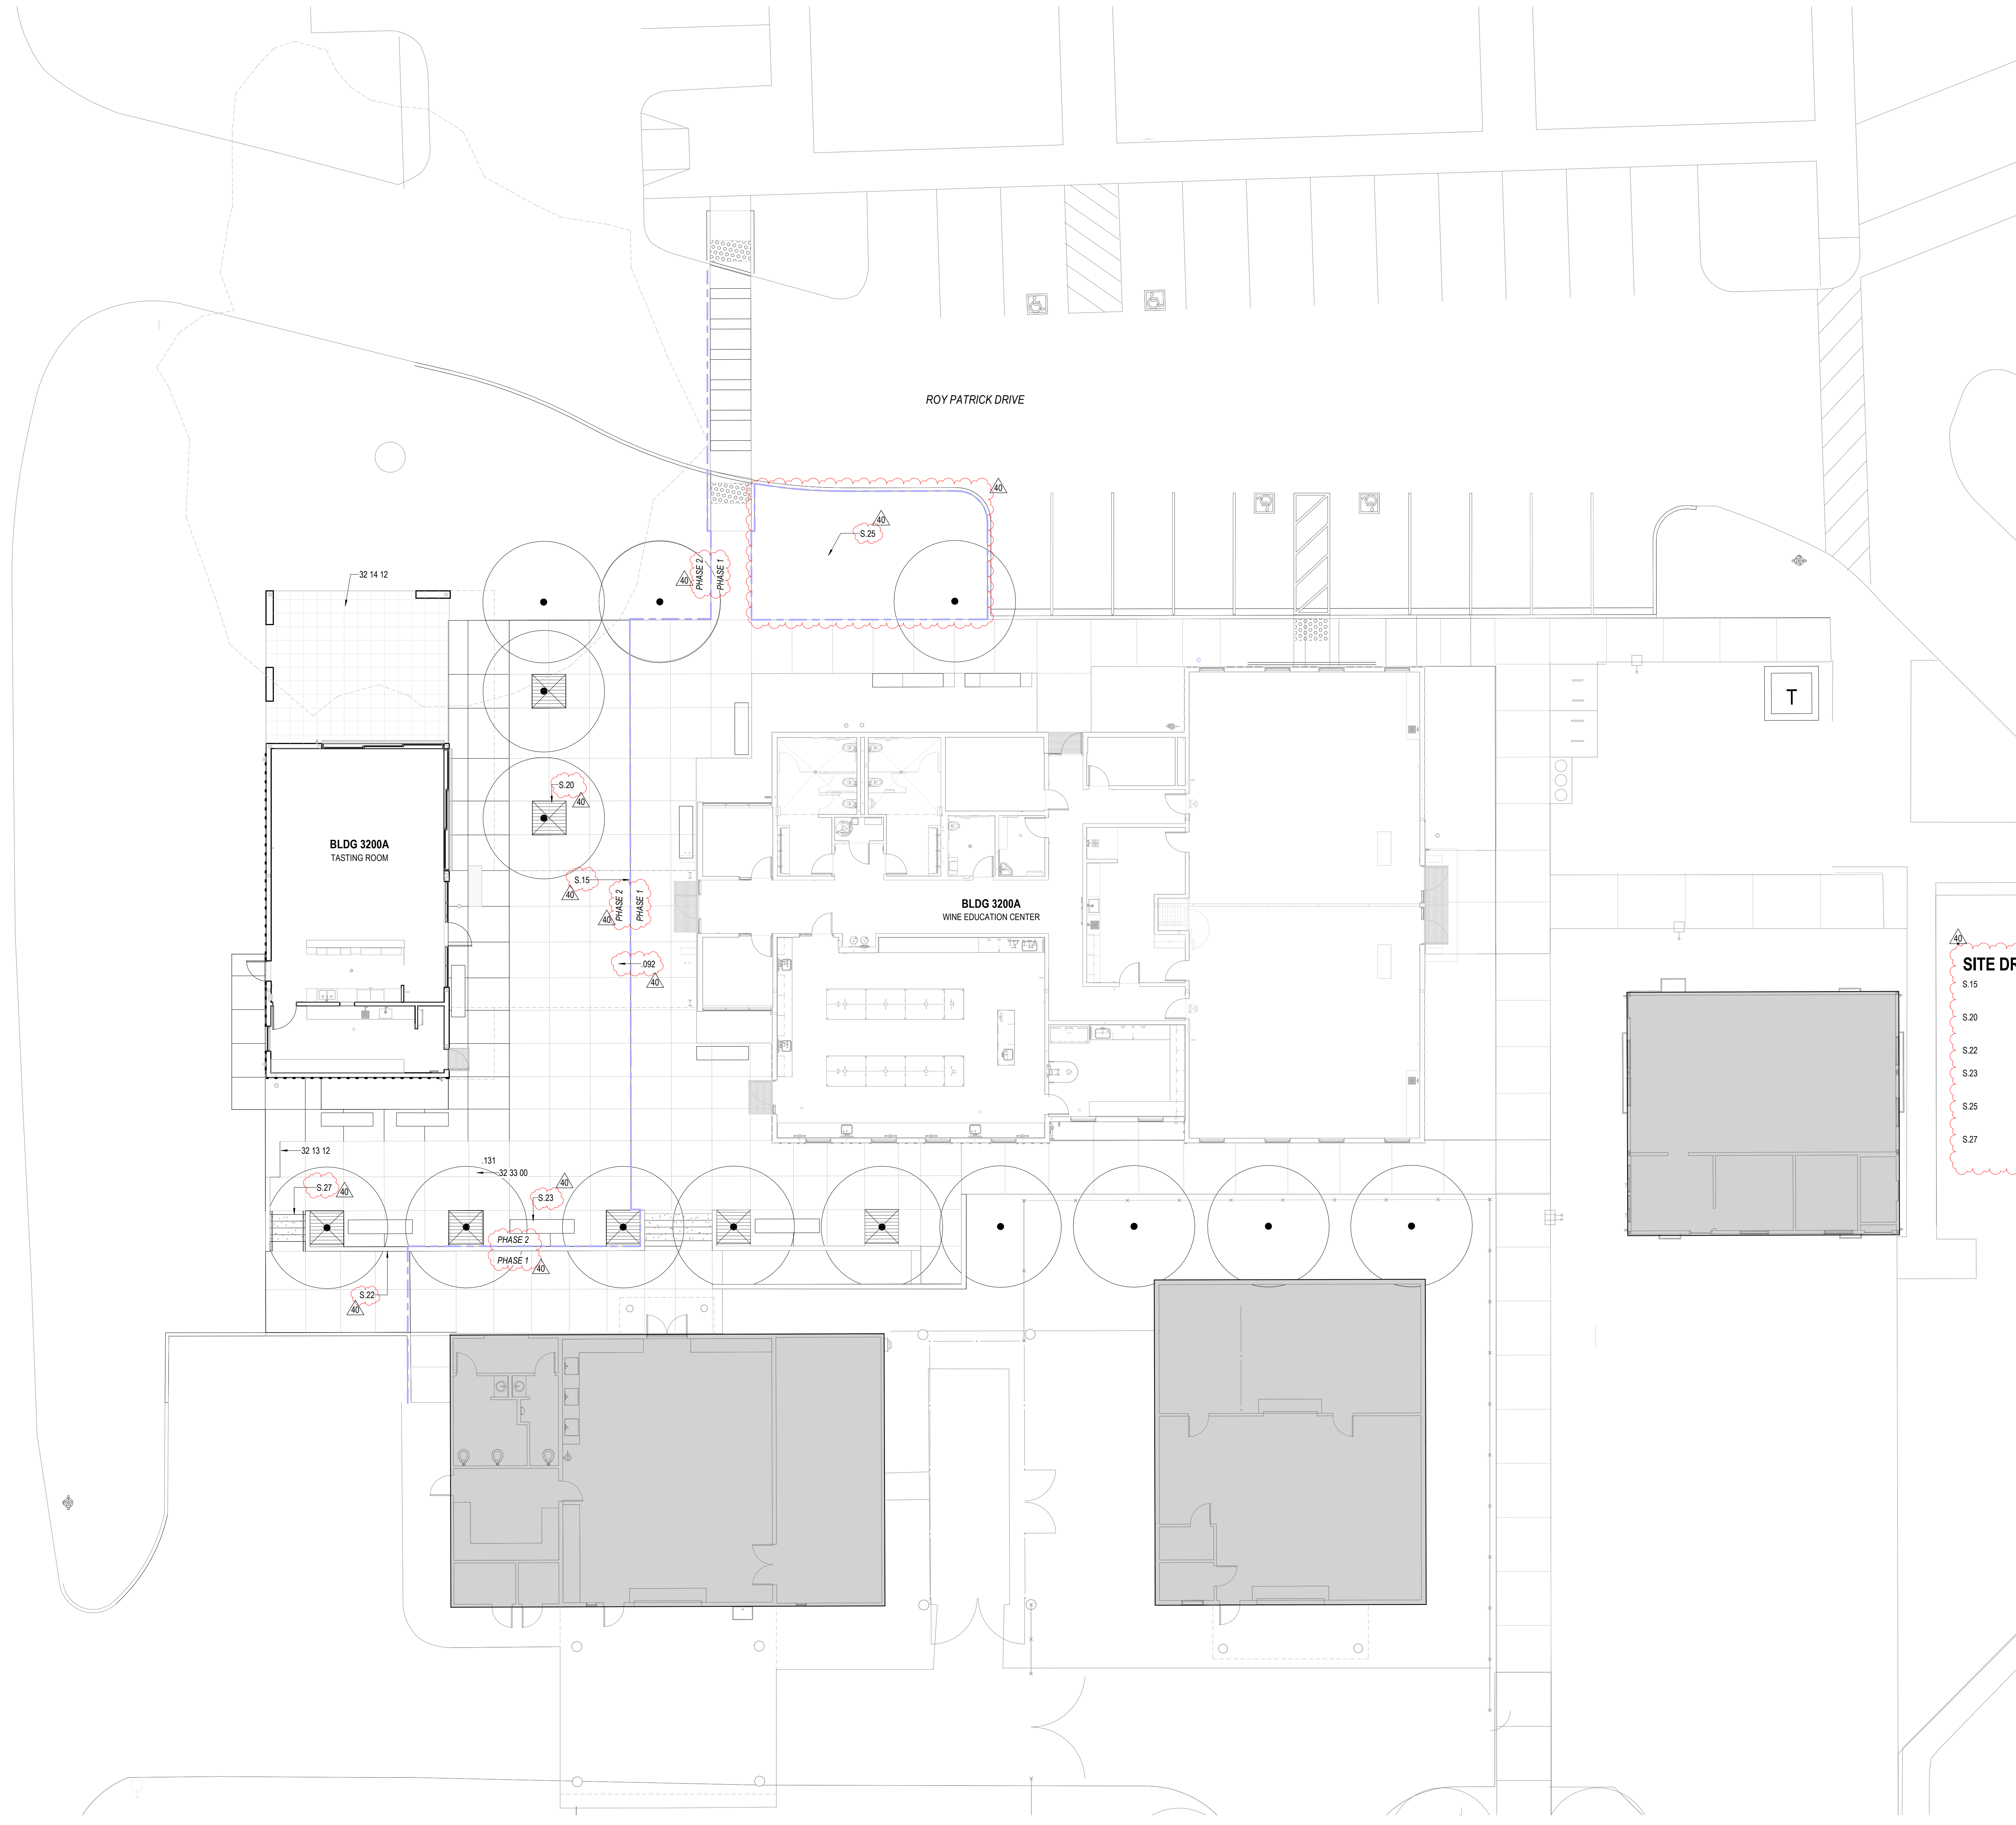 ROY PATRICK DRIVE
40
40
S.25
PHASE 2
PHASE 1
40
32 14 12
T
S.20
40
BLDG 3200A
TASTING ROOM
S.15
40
PHASE 2
PHASE 1
40
BLDG 3200A
WINE EDUCATION CENTER
.092
40
40
SITE DR
S.15
S.20
S.22
S.23
S.25
S.27
32 13 12
.131
32 33 00
S.27
40
40
S.23
PHASE 2
PHASE 1
40
S.22
40